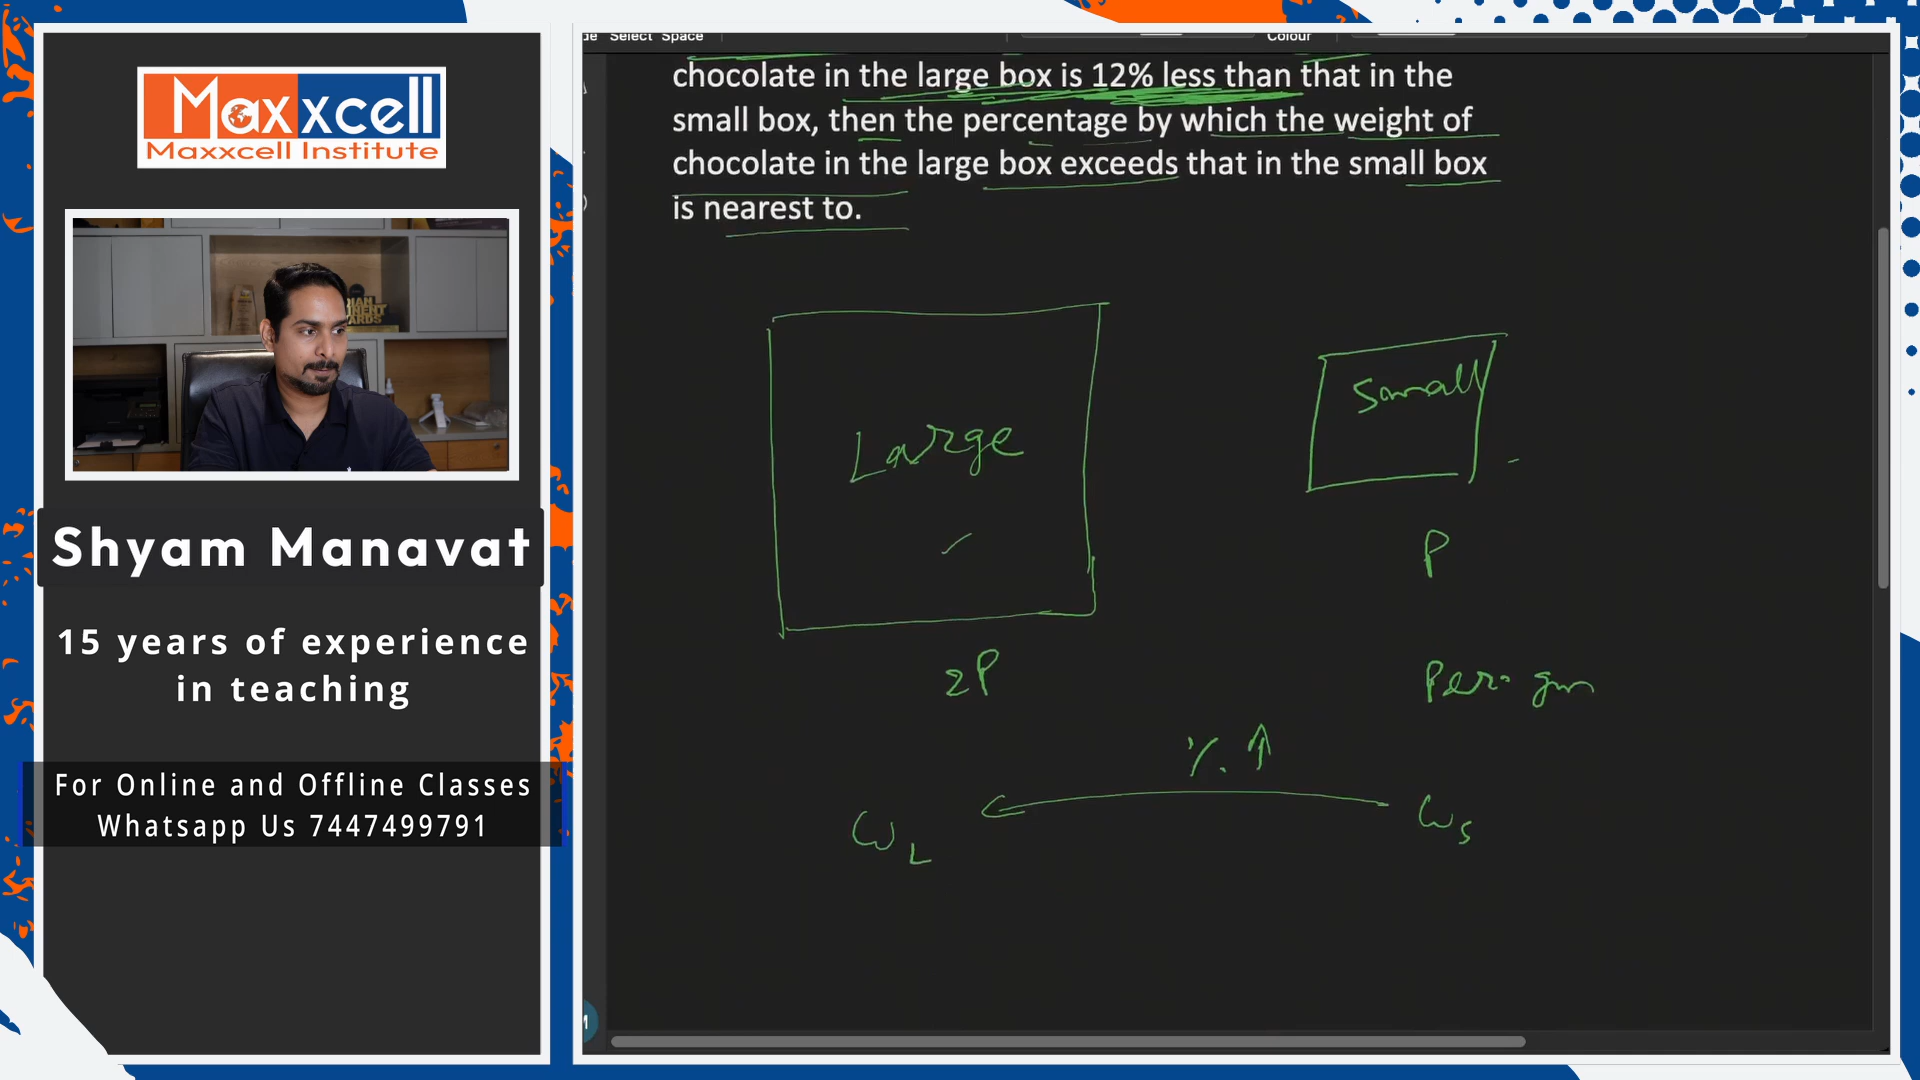 Maxxcell
Maxxcell Institute
Shyam Manavat
15 years of experience
in teaching
For Online and Offline Classes
Whatsapp Us 7447499791
Select Space
Colour
chocolate in the large box is 12% less than that in the
small box, then the percentage by which the weight of
chocolate in the large box exceeds that in the small box
is nearest to.
Large
Small
P
2P
Per gm
% ↑
W L
W S